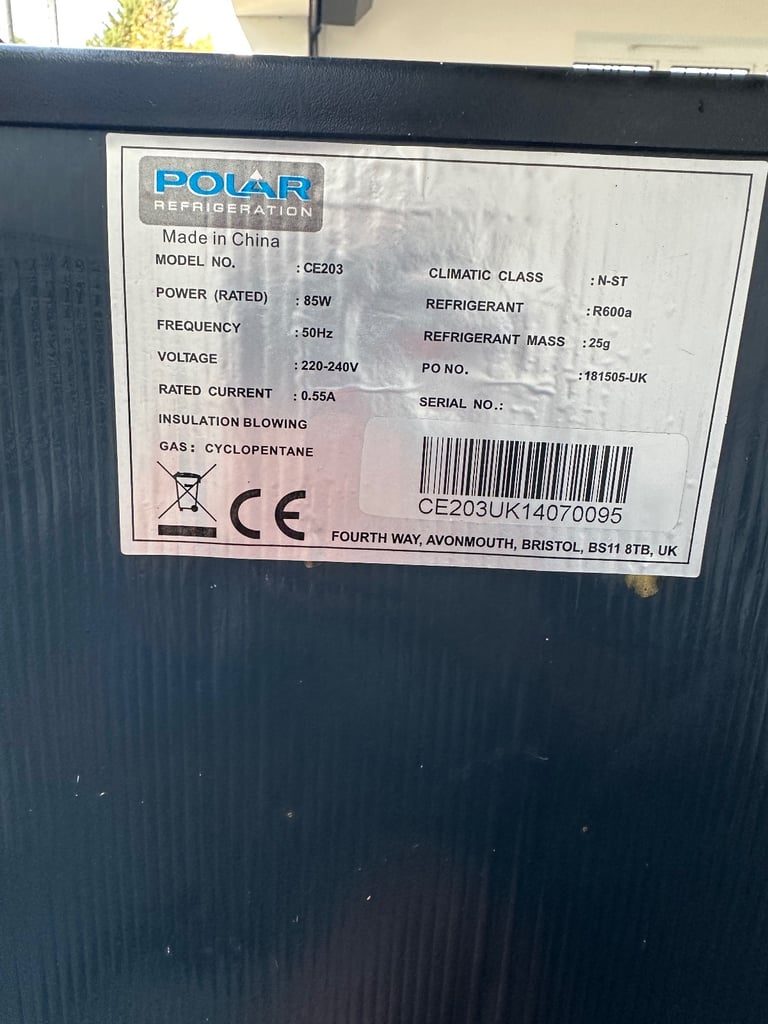 POLAR
REFRIGERATION
Made in China
MODEL NO. : CE203
POWER (RATED) : 85W
FREQUENCY : 50Hz
VOLTAGE : 220-240V
RATED CURRENT : 0.55A
INSULATION BLOWING
GAS: CYCLOPENTANE
CLIMATIC CLASS : N-ST
REFRIGERANT : R600a
REFRIGERANT MASS : 25g
PO NO. : 181505-UK
SERIAL NO.:
CE203UK14070095
CE
FOURTH WAY, AVONMOUTH, BRISTOL, BS11 8TB, UK